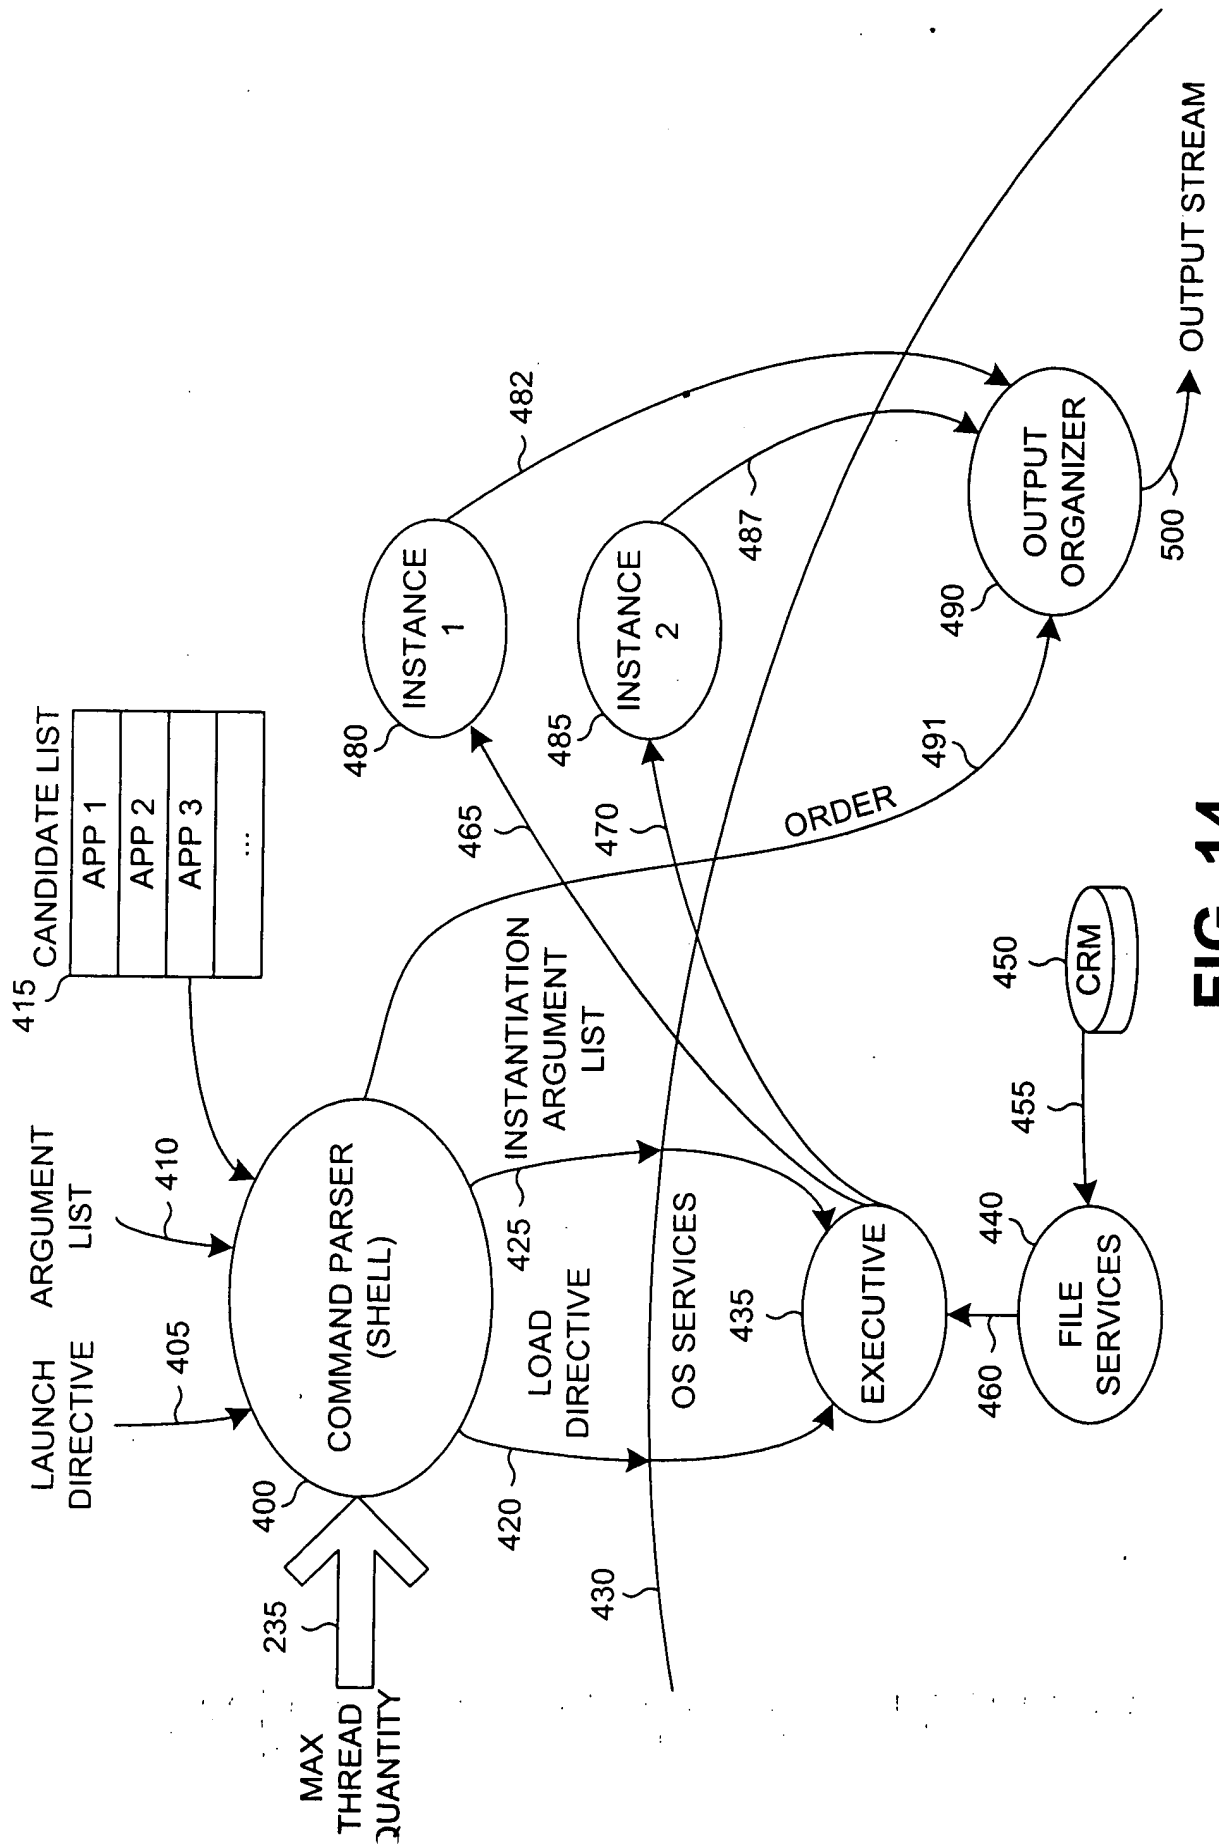 LAUNCH
DIRECTIVE
405
ARGUMENT
LIST
410
415
CANDIDATE LIST
APP 1
APP 2
APP 3
...
MAX
THREAD
QUANTITY
235
400
COMMAND PARSER
(SHELL)
420
LOAD
DIRECTIVE
425
INSTANTIATION
ARGUMENT
LIST
430
OS SERVICES
435
EXECUTIVE
465
470
480
INSTANCE
1
482
485
INSTANCE
2
487
ORDER
491
460
440
FILE
SERVICES
455
450
CRM
490
OUTPUT
ORGANIZER
500
OUTPUT STREAM
FIG. 14